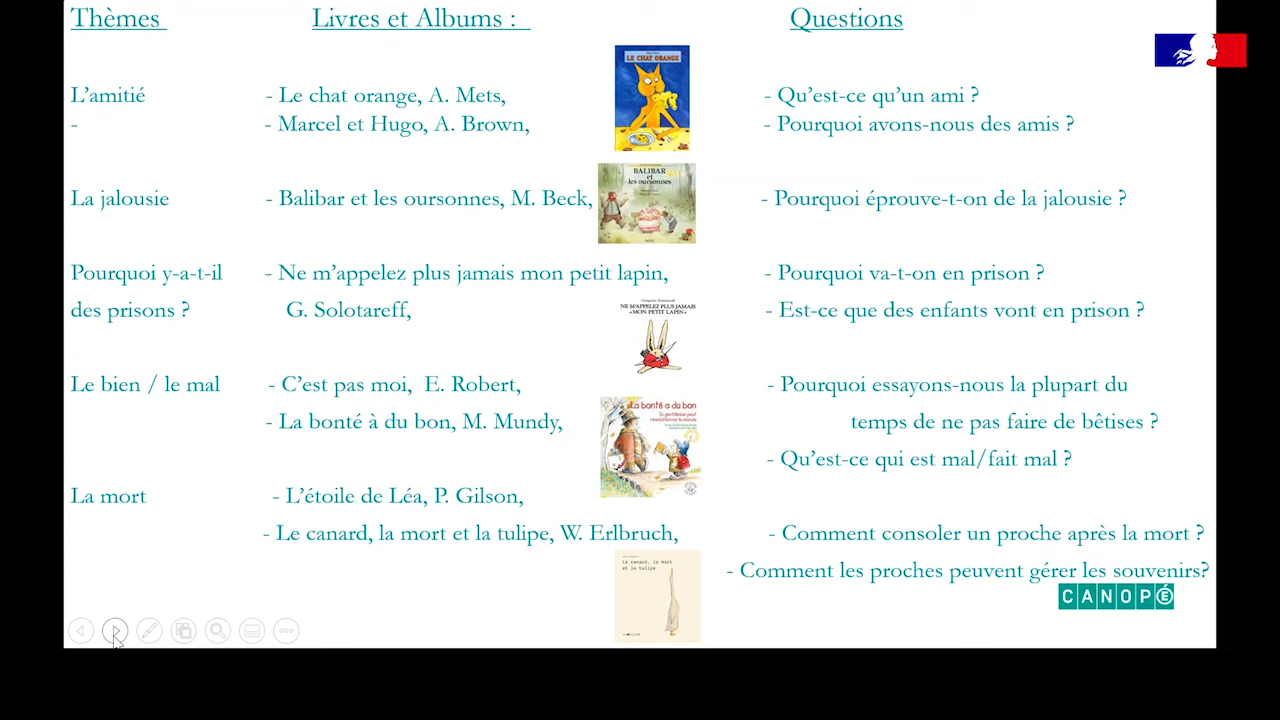 Thèmes Livres et Albums : Questions
L'amitié - Le chat orange, A. Mets, - Qu'est-ce qu'un ami ?
- - Marcel et Hugo, A. Brown, - Pourquoi avons-nous des amis ?
LE CHAT ORANGE
La jalousie - Balibar et les oursonnes, M. Beck, - Pourquoi éprouve-t-on de la jalousie ?
BALIBAR
et
les oursonnes
Pourquoi y-a-t-il - Ne m'appelez plus jamais mon petit lapin, - Pourquoi va-t-on en prison ?
des prisons ? G. Solotareff, - Est-ce que des enfants vont en prison ?
NE M'APPELEZ PLUS JAMAIS
«MON PETIT LAPIN»
Le bien / le mal - C'est pas moi, E. Robert, - Pourquoi essayons-nous la plupart du
- La bonté à du bon, M. Mundy, temps de ne pas faire de bêtises ?
La bonté a du bon
Ta gentillesse peut
révolutionner le monde
- Qu'est-ce qui est mal/fait mal ?
La mort - L'étoile de Léa, P. Gilson,
- Le canard, la mort et la tulipe, W. Erlbruch, - Comment consoler un proche après la mort ?
le canard, la mort
et la tulipe
- Comment les proches peuvent gérer les souvenirs?
CANOPÉ